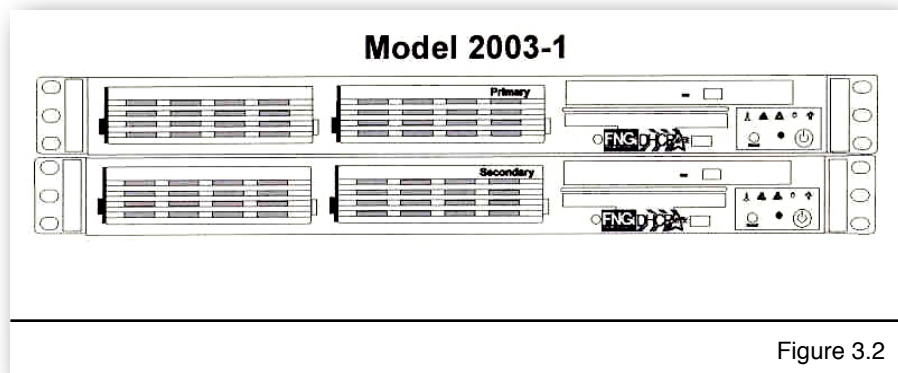 Model 2003-1
Primary
FNG DHCP
Secondary
FNG DHCP
Figure 3.2